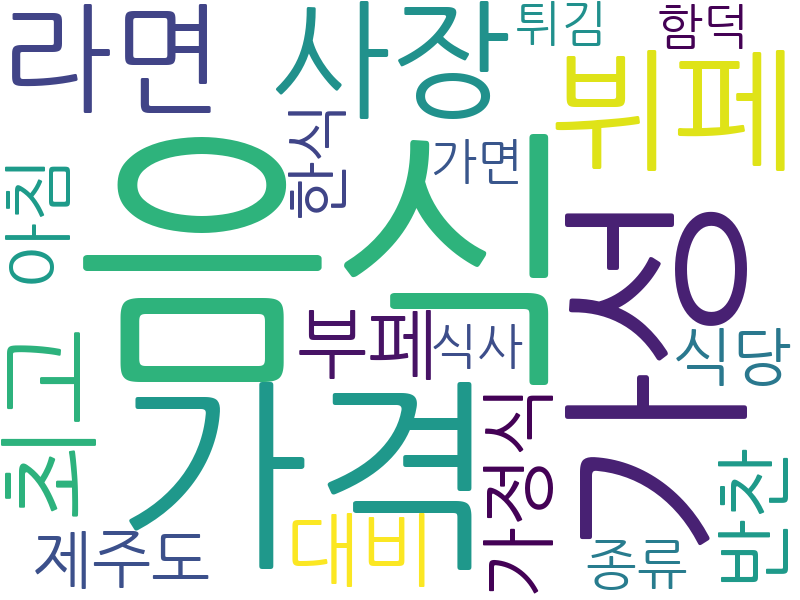 라면
사장
튀김
함덕
뷔페
아침
한식
음식
가면
가성
최고
부페
식사
식당
가격
가정식
반찬
제주도
대비
종류